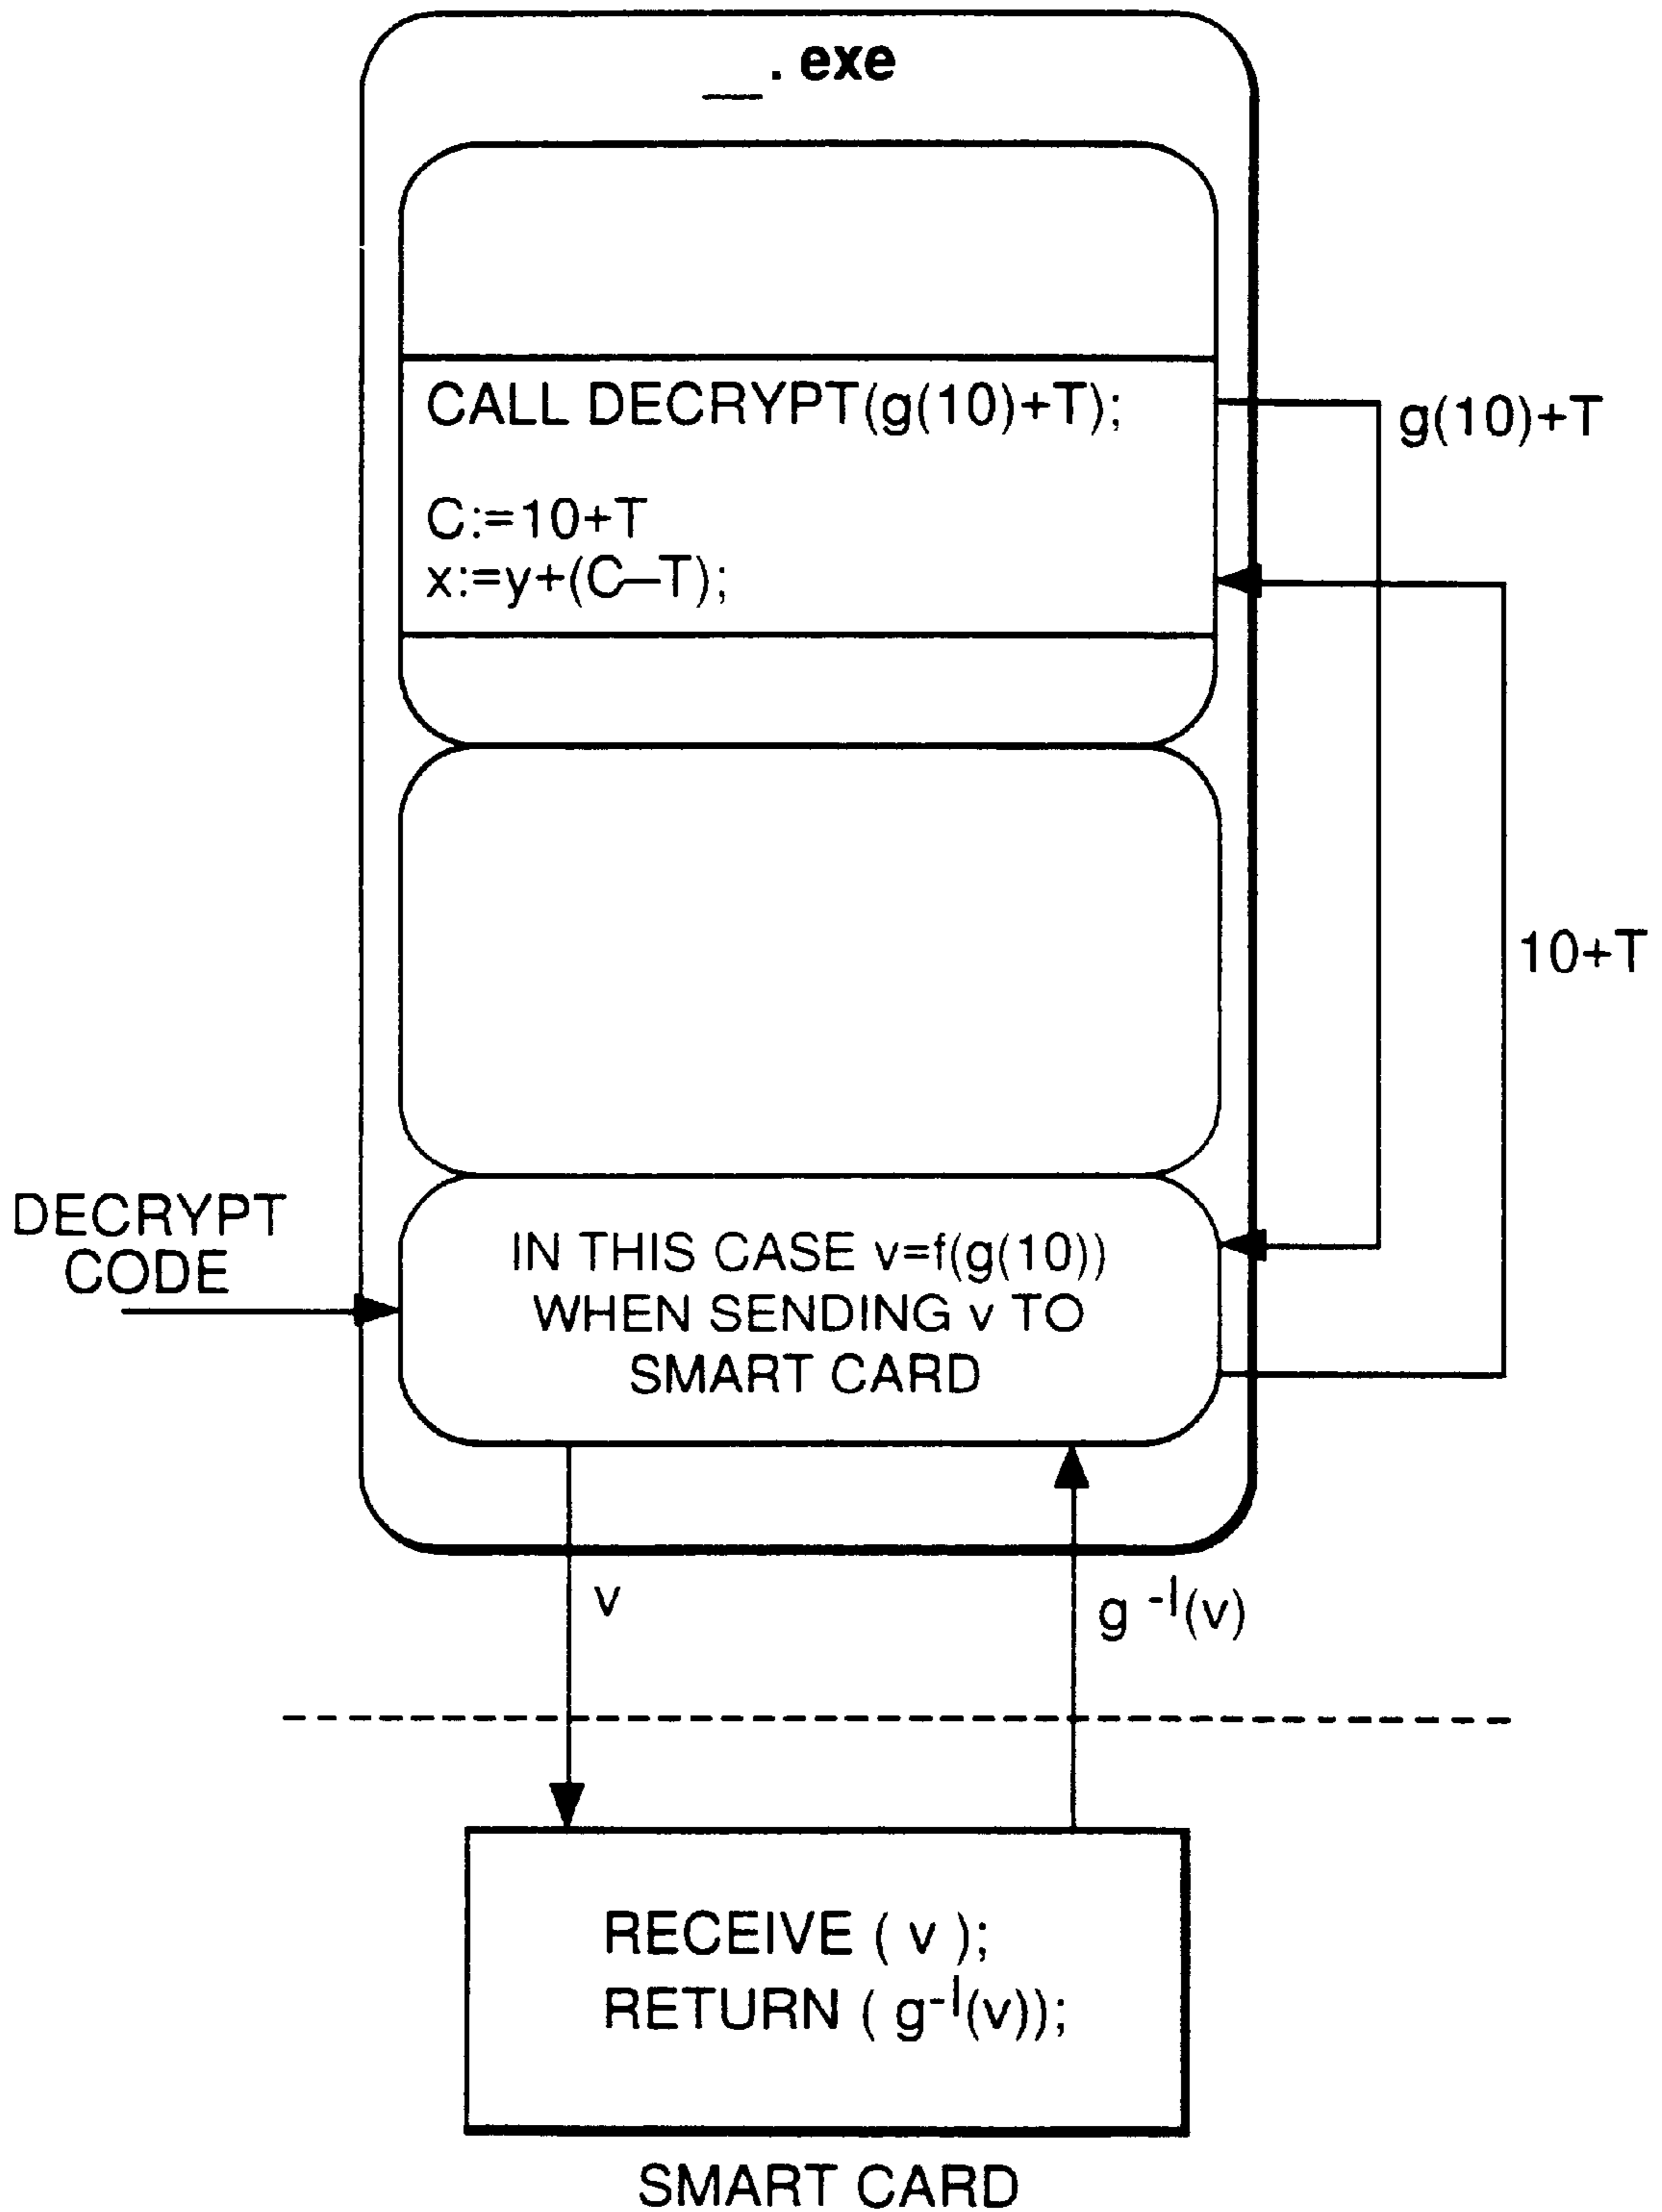 __. exe
CALL DECRYPT(g(10)+T);
g(10)+T
C:=10+T
x:=y+(C–T);
10+T
DECRYPT
CODE
IN THIS CASE v=f(g(10))
WHEN SENDING v TO
SMART CARD
v
g -l(v)
RECEIVE ( v );
RETURN ( g-l(v));
SMART CARD